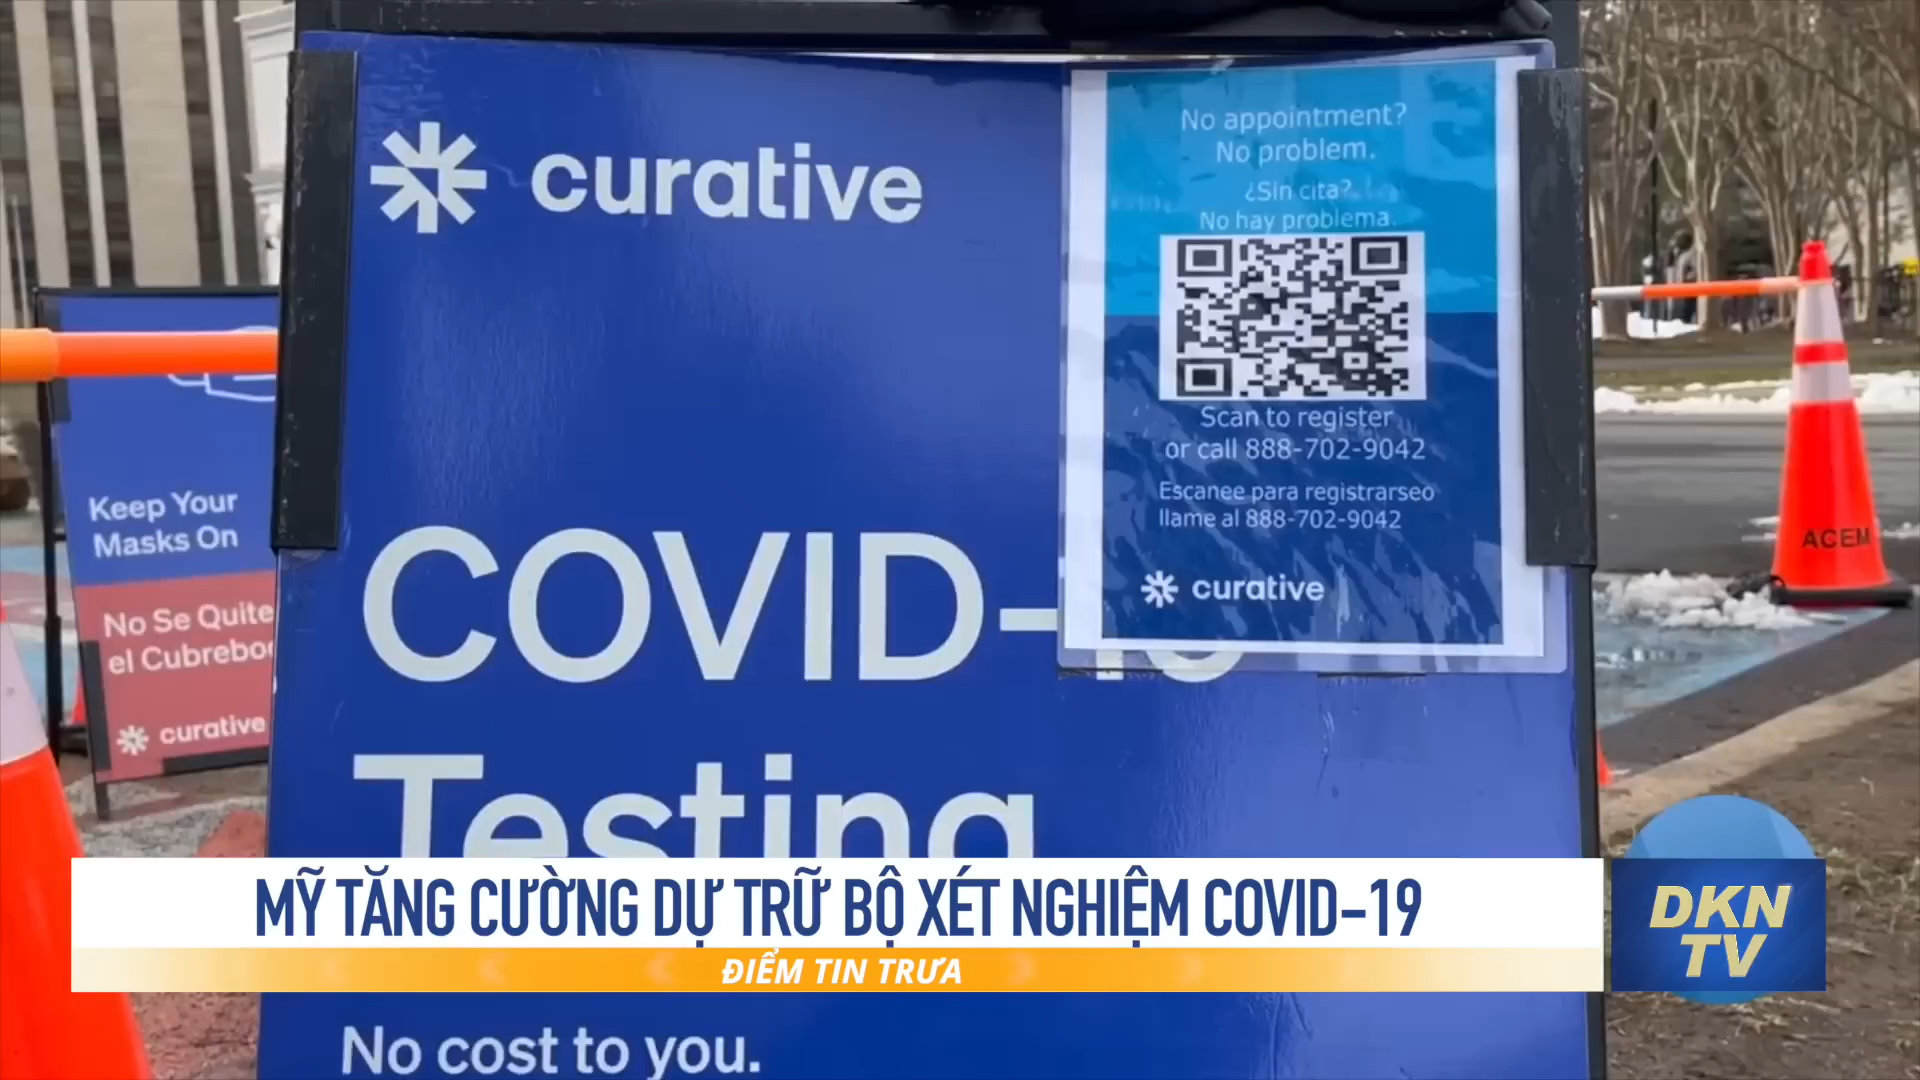 curative
No appointment?
No problem.
¿Sin cita?
No hay problema.
Scan to register
or call 888-702-9042
Escanee para registrarseo
llame al 888-702-9042
curative
Keep Your
Masks On
No Se Quite
el
curative
COVID-
Testing
ACEM
MỸ TĂNG CƯỜNG DỰ TRỮ BỘ XÉT NGHIỆM COVID-19
ĐIỂM TIN TRƯA
DKN
TV
No cost to you.